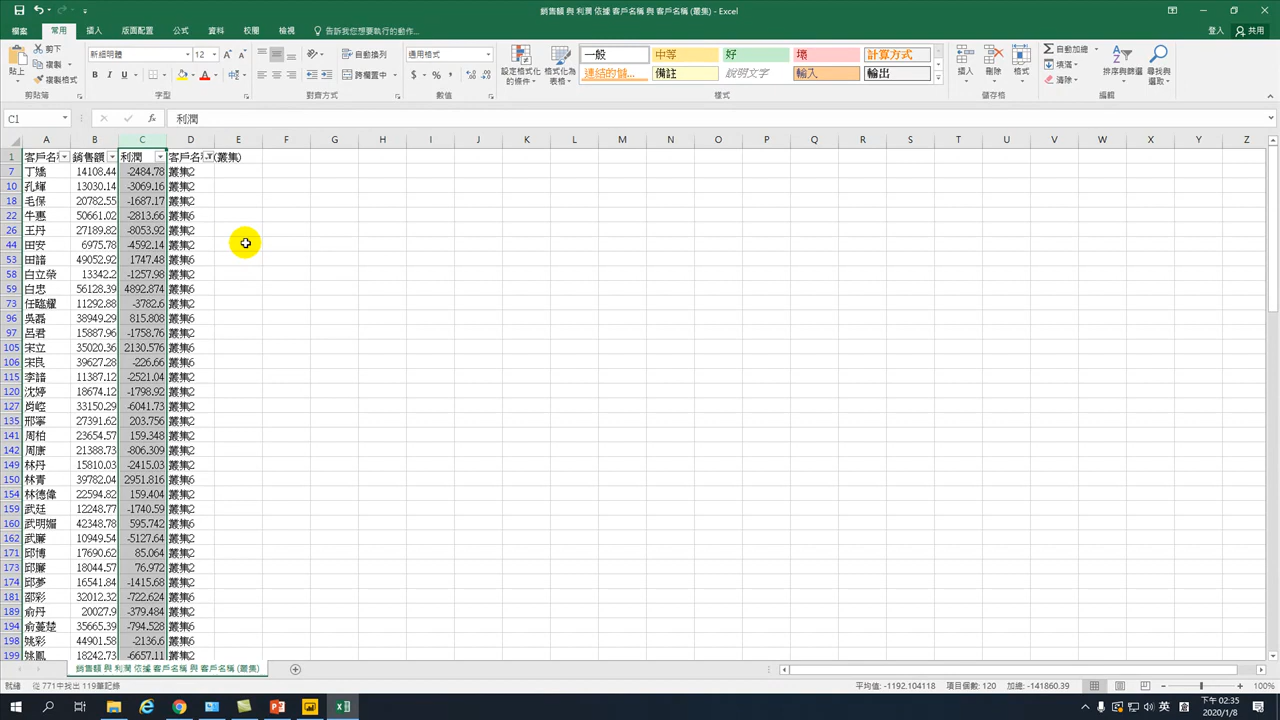 銷售額 與 利潤 依據 客戶名稱 與 客戶名稱 (叢集) - Excel
檔案 常用 插入 版面配置 公式 資料 校閱 檢視 告訴我您想要執行的動作... 登入 共用
貼上 剪下 複製 複製格式 剪貼簿
新細明體 12 B I U 字型
自動換列 跨欄置中 對齊方式
通用格式 $ % 數值
設定格式化的條件 格式化為表格 一般 中等 好 壞 計算方式
連結的儲... 備註 說明文字 輸入 輸出 樣式
插入 刪除 格式 儲存格
自動加總 填滿 清除 排序與篩選 尋找與選取 編輯
C1 fx 利潤
A B C D E F G H I J K L M N O P Q R S T U V W X Y Z
1 客戶名 銷售額 利潤 客戶名 (叢集)
7 丁嬌 14108.44 -2484.78 叢集2
10 孔輝 13030.14 -3069.16 叢集2
18 毛保 20782.55 -1687.17 叢集2
22 牛惠 50661.02 -2813.66 叢集6
26 王丹 27189.82 -8053.92 叢集2
44 田安 6975.78 -4592.14 叢集2
53 田諳 49052.92 1747.48 叢集6
58 白立榮 13342.2 -1257.98 叢集2
59 白忠 56128.39 4892.874 叢集6
73 任臨耀 11292.88 -3782.6 叢集2
96 吳磊 38949.29 815.808 叢集6
97 呂君 15887.96 -1758.76 叢集2
105 宋立 35020.36 2130.576 叢集6
106 宋良 39627.28 -226.66 叢集6
115 李諳 11387.12 -2521.04 叢集2
120 沈婷 18674.12 -1798.92 叢集2
127 肖 33150.29 -6041.73 叢集2
135 邢寧 27391.62 203.756 叢集2
141 周柏 23654.57 159.348 叢集2
142 周康 21388.73 -806.309 叢集2
149 林丹 15810.03 -2415.03 叢集2
150 林青 39782.04 2951.816 叢集6
154 林德偉 22594.82 159.404 叢集2
159 武廷 12248.77 -1740.59 叢集2
160 武明媚 42348.78 595.742 叢集6
162 武 10949.54 -5127.64 叢集2
171 邱博 17690.62 85.064 叢集2
173 邱 18044.57 76.972 叢集2
174 邱夢 16541.84 -1415.68 叢集2
181 邵彩 32012.32 -722.624 叢集6
189 俞丹 20027.9 -379.484 叢集2
194 俞蔓楚 35665.39 -794.528 叢集6
198 姚彩 44901.58 -2136.6 叢集6
199 姚鳳 18242.73 -6657.11 叢集2
銷售額 與 利潤 依據 客戶名稱 與 客戶名稱 (叢集)
就緒 從 771中找出 119筆記錄 平均值: -1192.104118 項目個數: 120 加總: -141860.39 100%
英 下午 02:35
2020/1/8